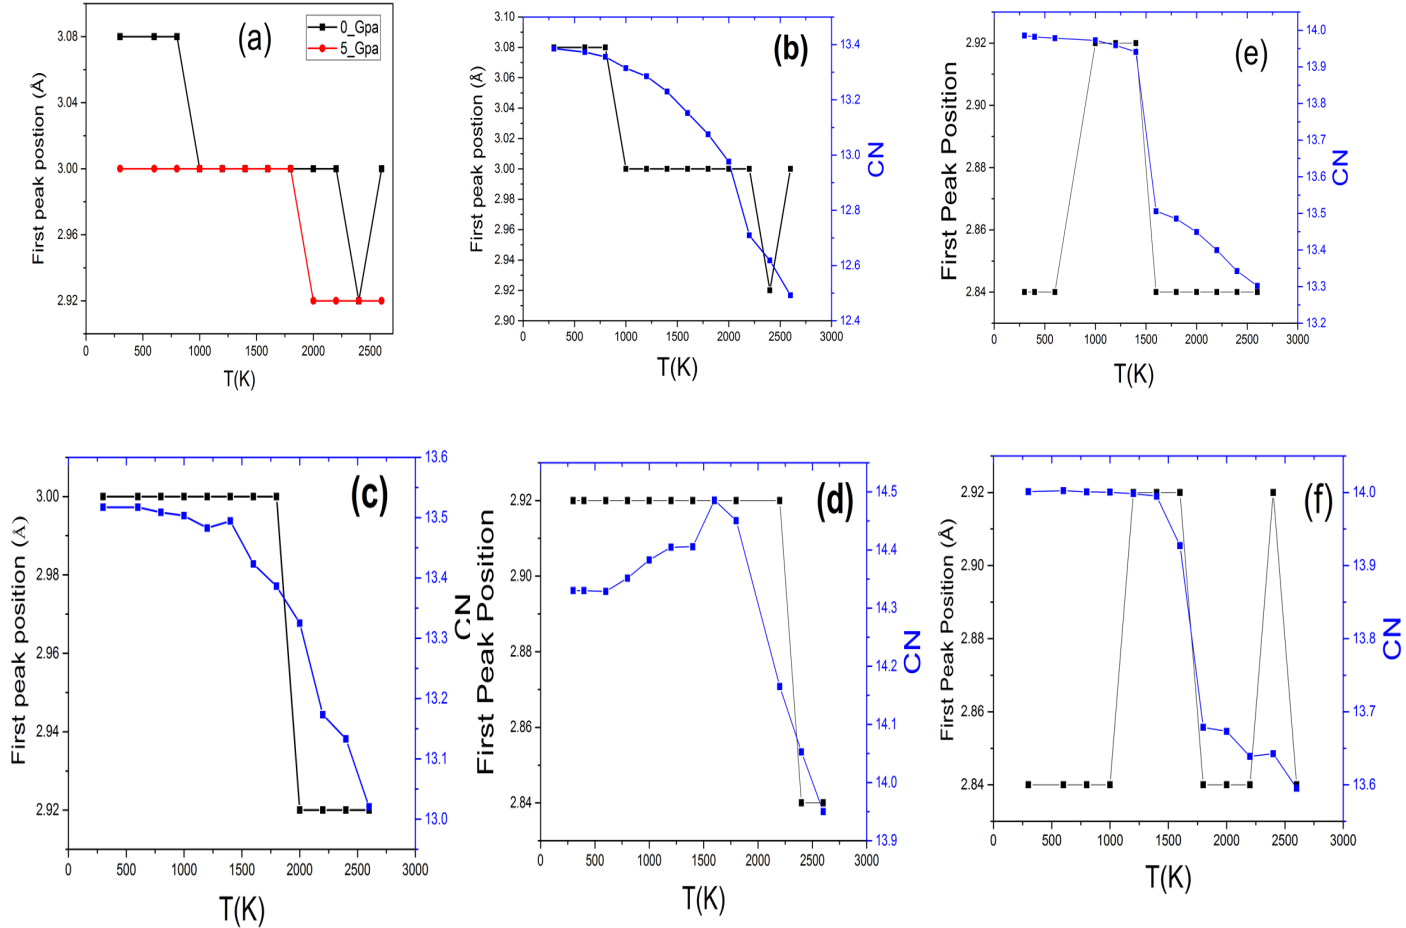 (a)
0_Gpa
5_Gpa
First peak postion (Å)
3.08
3.04
3.00
2.96
2.92
0 500 1000 1500 2000 2500
T(K)
(b)
First peak position (Å)
3.10
3.08
3.06
3.04
3.02
3.00
2.98
2.96
2.94
2.92
2.90
13.4
13.2
13.0
12.8
12.6
12.4
CN
0 500 1000 1500 2000 2500 3000
T(K)
(e)
First Peak Position
2.92
2.90
2.88
2.86
2.84
14.0
13.9
13.8
13.7
13.6
13.5
13.4
13.3
13.2
CN
0 500 1000 1500 2000 2500 3000
T(K)
(c)
First peak position (Å)
3.00
2.98
2.96
2.94
2.92
13.6
13.5
13.4
13.3
13.2
13.1
13.0
CN
0 500 1000 1500 2000 2500 3000
T(K)
(d)
First Peak Position
2.92
2.90
2.88
2.86
2.84
14.5
14.4
14.3
14.2
14.1
14.0
13.9
CN
0 500 1000 1500 2000 2500 3000
T(K)
(f)
First Peak Position (Å)
2.92
2.90
2.88
2.86
2.84
14.0
13.9
13.8
13.7
13.6
CN
0 500 1000 1500 2000 2500 3000
T(K)